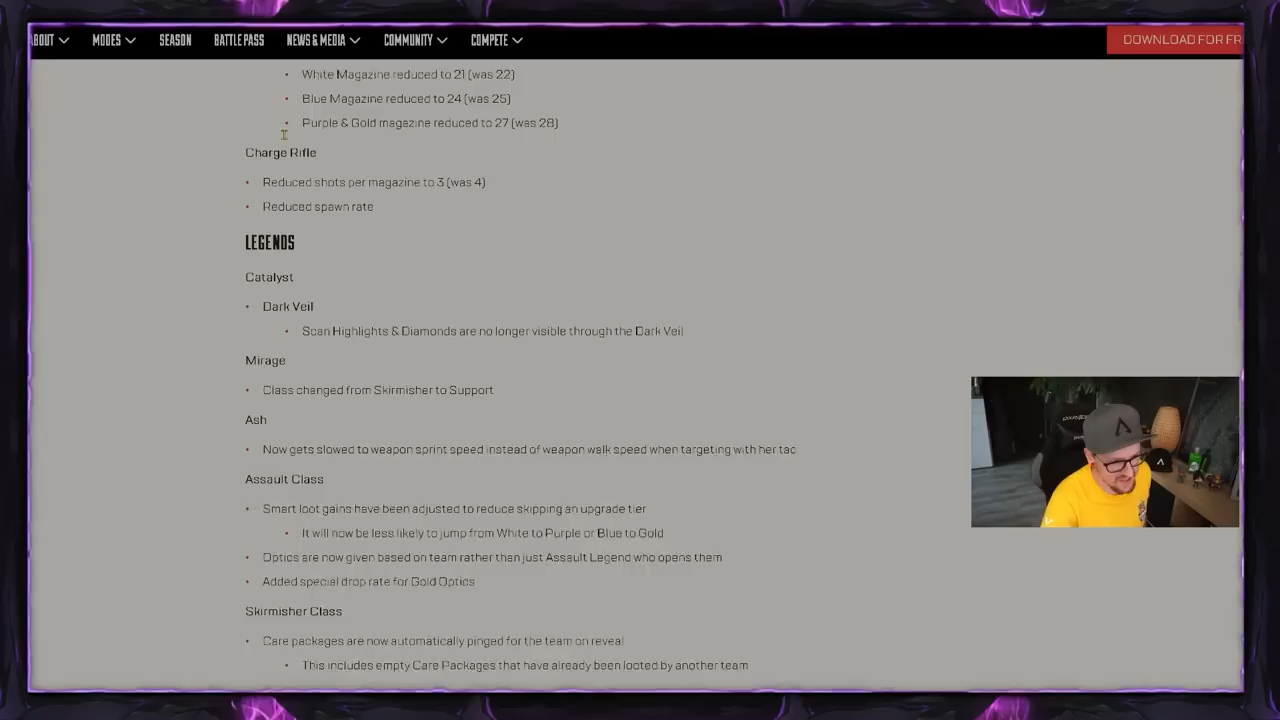 ABOUT
MODES
SEASON
BATTLE PASS
NEWS & MEDIA
COMMUNITY
COMPETE
DOWNLOAD FOR FR
White Magazine reduced to 21 (was 22)
Blue Magazine reduced to 24 (was 25)
Purple & Gold magazine reduced to 27 (was 28)
Charge Rifle
Reduced shots per magazine to 3 (was 4)
Reduced spawn rate
LEGENDS
Catalyst
Dark Veil
Scan Highlights & Diamonds are no longer visible through the Dark Veil
Mirage
Class changed from Skirmisher to Support
Ash
Now gets slowed to weapon sprint speed instead of weapon walk speed when targeting with her tac
Assault Class
Smart loot gains have been adjusted to reduce skipping an upgrade tier
It will now be less likely to jump from White to Purple or Blue to Gold
Optics are now given based on team rather than just Assault Legend who opens them
Added special drop rate for Gold Optics
Skirmisher Class
Care packages are now automatically pinged for the team on reveal
This includes empty Care Packages that have already been looted by another team